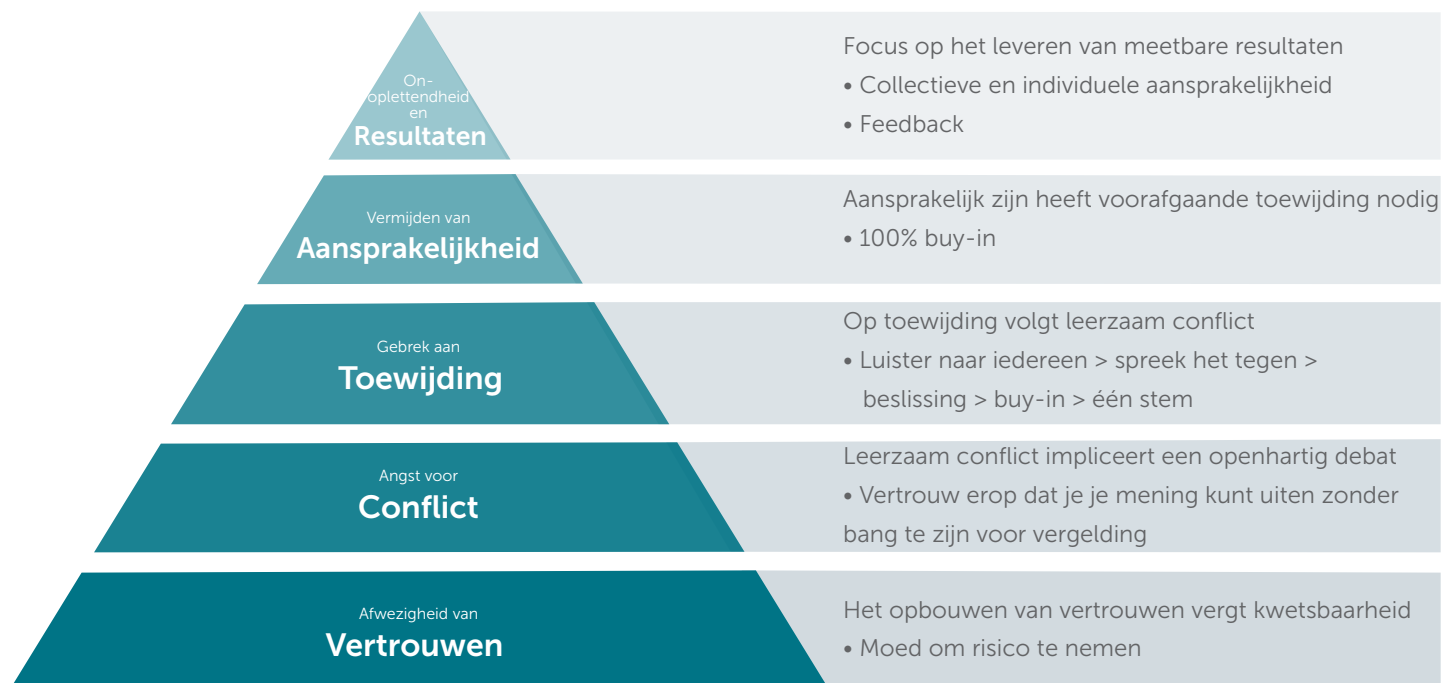 On-
oplettendheid
en
Resultaten
Focus op het leveren van meetbare resultaten
• Collectieve en individuele aansprakelijkheid
• Feedback
Vermijden van
Aansprakelijkheid
Aansprakelijk zijn heeft voorafgaande toewijding nodig
• 100% buy-in
Gebrek aan
Toewijding
Op toewijding volgt leerzaam conflict
• Luister naar iedereen > spreek het tegen >
beslissing > buy-in > één stem
Angst voor
Conflict
Leerzaam conflict impliceert een openhartig debat
• Vertrouw erop dat je je mening kunt uiten zonder
bang te zijn voor vergelding
Afwezigheid van
Vertrouwen
Het opbouwen van vertrouwen vergt kwetsbaarheid
• Moed om risico te nemen